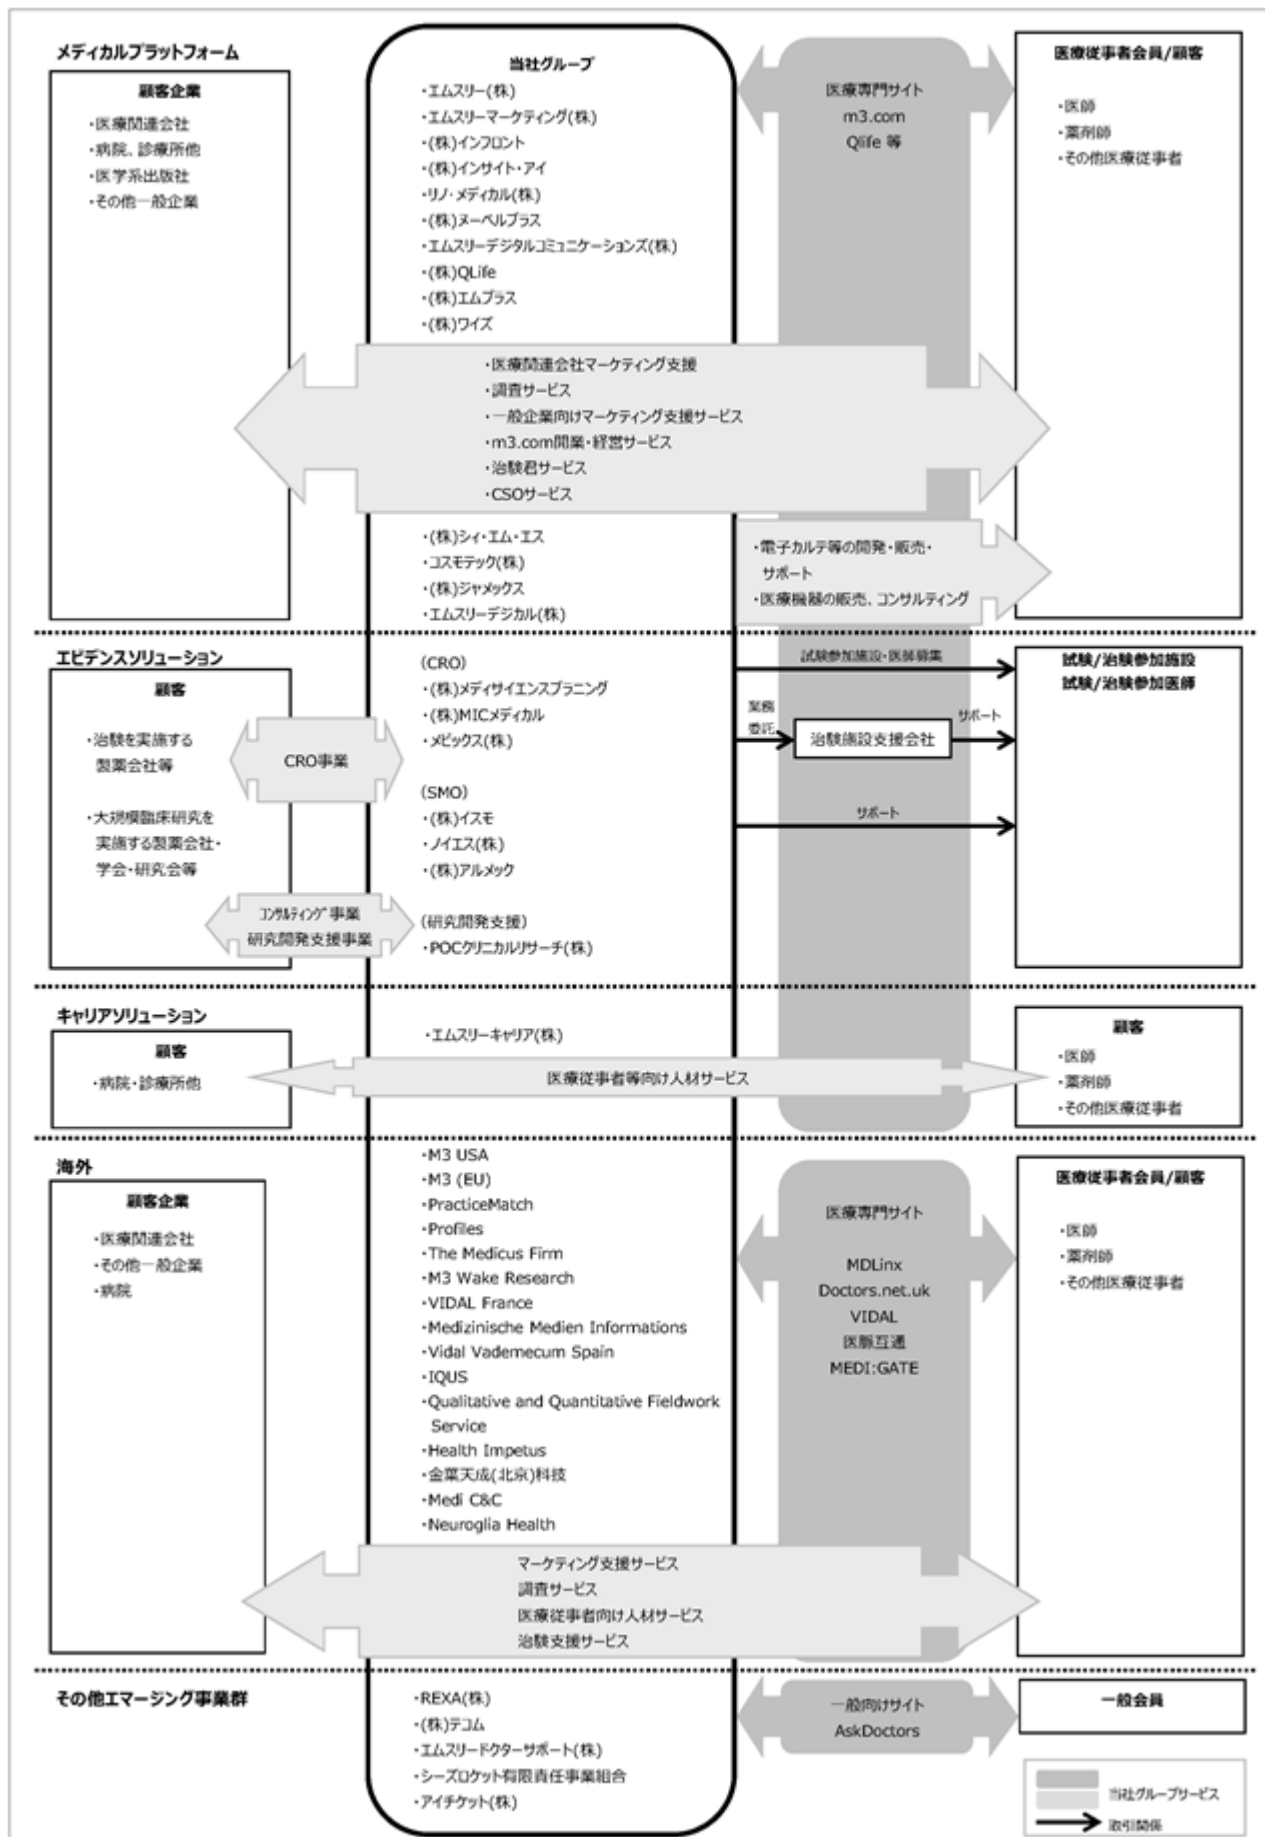 メディカルプラットフォーム
顧客企業
・医療関連会社
・病院、診療所他
・医学系出版社
・その他一般企業
当社グループ
・エムスリー(株)
・エムスリーマーケティング(株)
・(株)インフロント
・(株)インサイト・アイ
・リノ・メディカル(株)
・(株)ヌーベルプラス
・エムスリーデジタルコミュニケーションズ(株)
・(株)QLife
・(株)エムプラス
・(株)ワイズ
医療専門サイト
m3.com
Qlife 等
医療従事者会員/顧客
・医師
・薬剤師
・その他医療従事者
・医療関連会社マーケティング支援
・調査サービス
・一般企業向けマーケティング支援サービス
・m3.com開業・経営サービス
・治験君サービス
・CSOサービス
・(株)シィ・エム・エス
・コスモテック(株)
・(株)ジャメックス
・エムスリーデジカル(株)
・電子カルテ等の開発・販売・
サポート
・医療機器の販売、コンサルティング
エビデンスソリューション
顧客
・治験を実施する
製薬会社等
・大規模臨床研究を
実施する製薬会社・
学会・研究会等
CRO事業
コンサルティング事業
研究開発支援事業
(CRO)
・(株)メディサイエンスプラニング
・(株)MICメディカル
・メビックス(株)
(SMO)
・(株)イスモ
・ノイエス(株)
・(株)アルメック
(研究開発支援)
・POCクリニカルリサーチ(株)
試験参加施設・医師募集
業務
委託
治験施設支援会社
サポート
サポート
試験/治験参加施設
試験/治験参加医師
キャリアソリューション
顧客
・病院・診療所他
・エムスリーキャリア(株)
医療従事者等向け人材サービス
顧客
・医師
・薬剤師
・その他医療従事者
海外
顧客企業
・医療関連会社
・その他一般企業
・病院
・M3 USA
・M3 (EU)
・PracticeMatch
・Profiles
・The Medicus Firm
・M3 Wake Research
・VIDAL France
・Medizinische Medien Informations
・Vidal Vademecum Spain
・IQUS
・Qualitative and Quantitative Fieldwork
Service
・Health Impetus
・金葉天成(北京)科技
・Medi C&C
・Neuroglia Health
医療専門サイト
MDLinx
Doctors.net.uk
VIDAL
医脈互通
MEDI:GATE
医療従事者会員/顧客
・医師
・薬剤師
・その他医療従事者
マーケティング支援サービス
調査サービス
医療従事者向け人材サービス
治験支援サービス
その他エマージング事業群
・REXA(株)
・(株)テコム
・エムスリードクターサポート(株)
・シーズロケット有限責任事業組合
・アイチケット(株)
一般向けサイト
AskDoctors
一般会員
当社グループサービス
取引関係